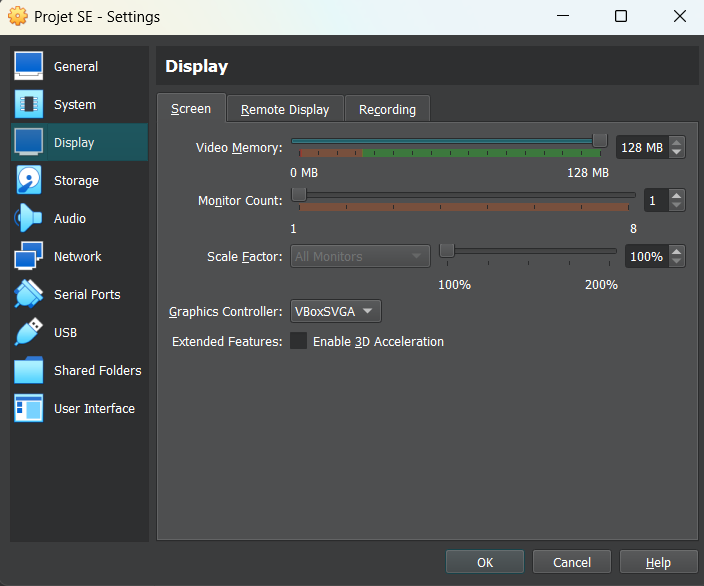 Projet SE - Settings
General
System
Display
Storage
Audio
Network
Serial Ports
USB
Shared Folders
User Interface
Display
Screen Remote Display Recording
Video Memory: 128 MB
0 MB 128 MB
Monitor Count: 1
1 8
Scale Factor: All Monitors 100%
100% 200%
Graphics Controller: VBoxSVGA
Extended Features: Enable 3D Acceleration
OK Cancel Help